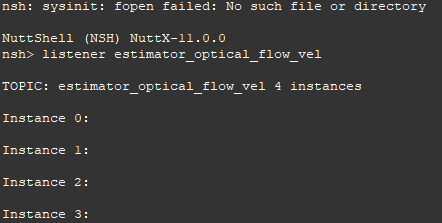 nsh: sysinit: fopen failed: No such file or directory
NuttShell (NSH) NuttX-11.0.0
nsh> listener estimator_optical_flow_vel
TOPIC: estimator_optical_flow_vel 4 instances
Instance 0:
Instance 1:
Instance 2:
Instance 3: